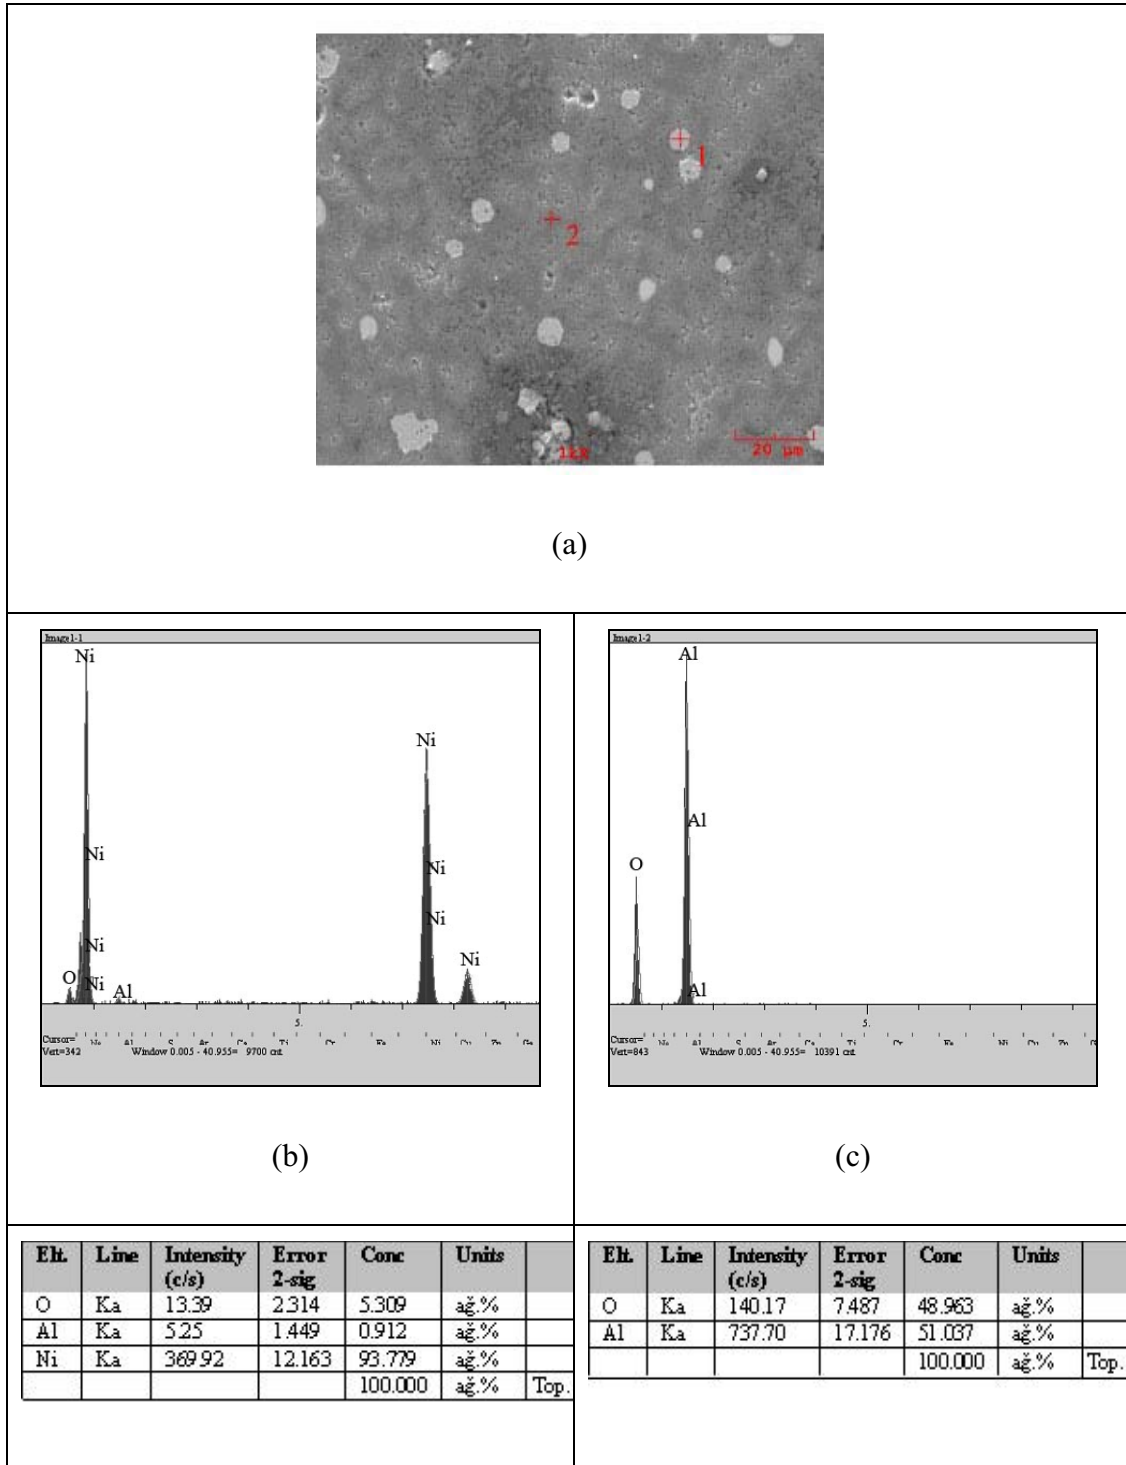 1
2
12X
20 µm
(a)
Image1-1
Ni
Ni
Ni
Ni
Ni
Ni
Ni
Ni
O
Al
5.
Cursor=
Vert=342 Window 0.005 - 40.955= 9700 cnt
(b)
Image1-2
Al
Al
O
Al
5.
Cursor=
Vert=843 Window 0.005 - 40.955= 10391 cnt
(c)
Elt. Line Intensity (c/s) Error 2-sig Conc Units
O Ka 13.39 2.314 5.309 ağ.%
Al Ka 5.25 1.449 0.912 ağ.%
Ni Ka 369.92 12.163 93.779 ağ.%
100.000 ağ.% Top.
Elt. Line Intensity (c/s) Error 2-sig Conc Units
O Ka 140.17 7.487 48.963 ağ.%
Al Ka 737.70 17.176 51.037 ağ.%
100.000 ağ.% Top.